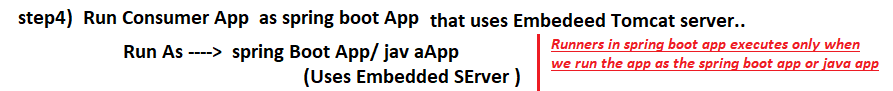 step4) Run Consumer App as spring boot App that uses Embedeed Tomcat server..
Run As ----> spring Boot App/ jav aApp
(Uses Embedded SErver )
Runners in spring boot app executes only when
we run the app as the spring boot app or java app